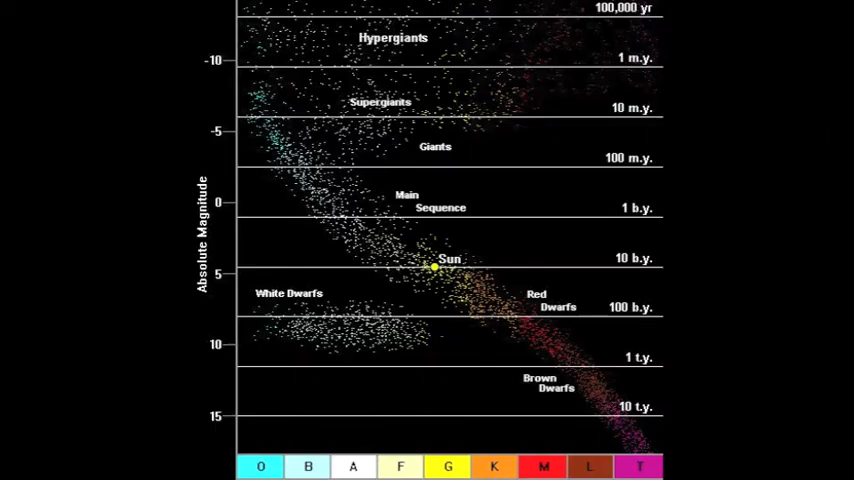 100,000 yr
Hypergiants
1 m.y.
-10
Supergiants
10 m.y.
-5
Giants
100 m.y.
Main
Sequence
0
1 b.y.
Absolute Magnitude
Sun
10 b.y.
5
White Dwarfs
Red
Dwarfs
100 b.y.
10
1 t.y.
Brown
Dwarfs
10 t.y.
15
O B A F G K M L T